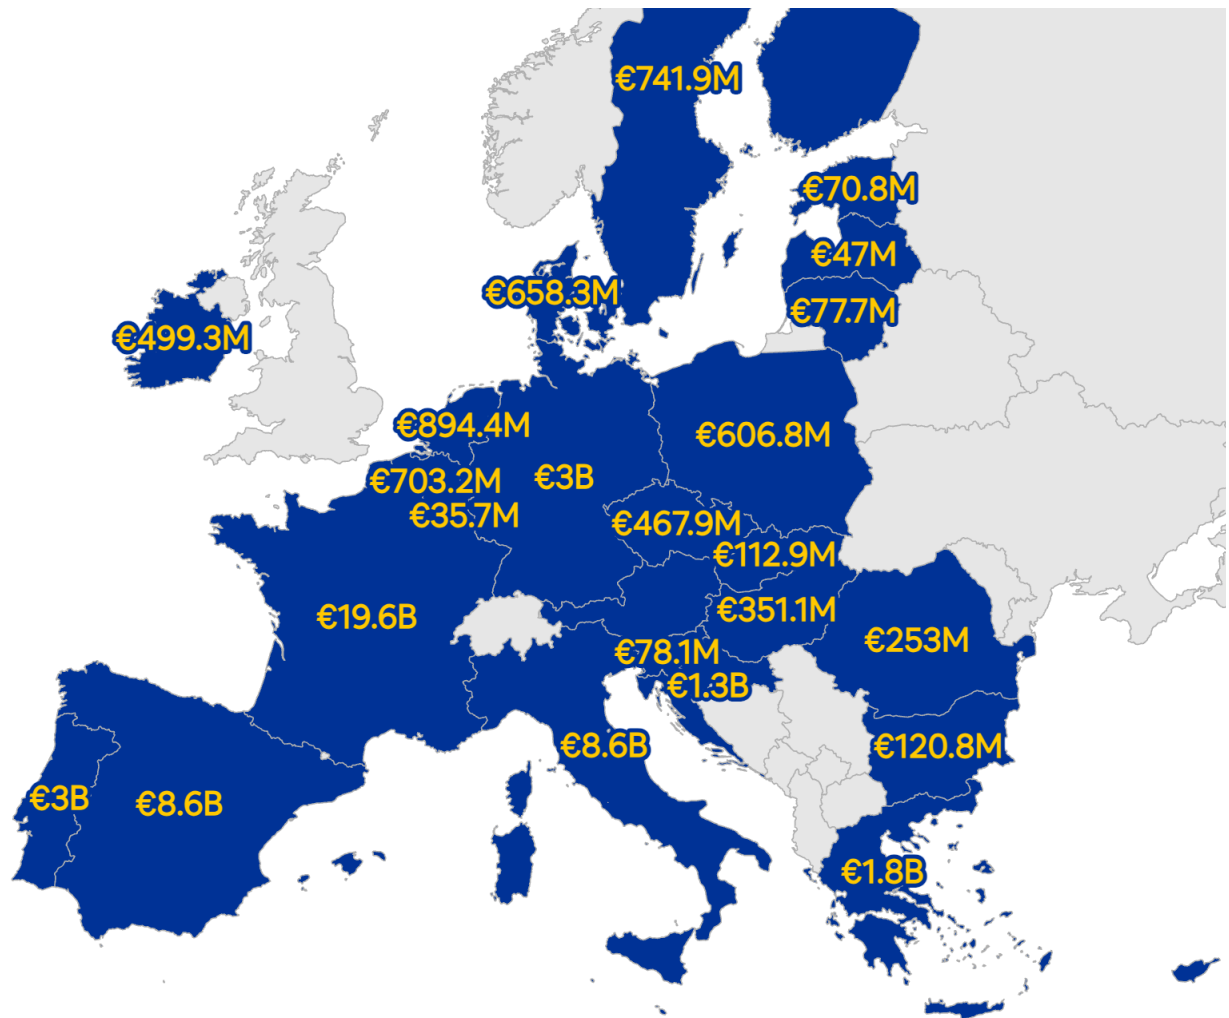 €741.9M
€70.8M
€47M
€658.3M
€77.7M
€499.3M
€894.4M
€606.8M
€703.2M
€3B
€35.7M
€467.9M
€112.9M
€351.1M
€19.6B
€253M
€78.1M
€1.3B
€8.6B
€120.8M
€3B
€8.6B
€1.8B